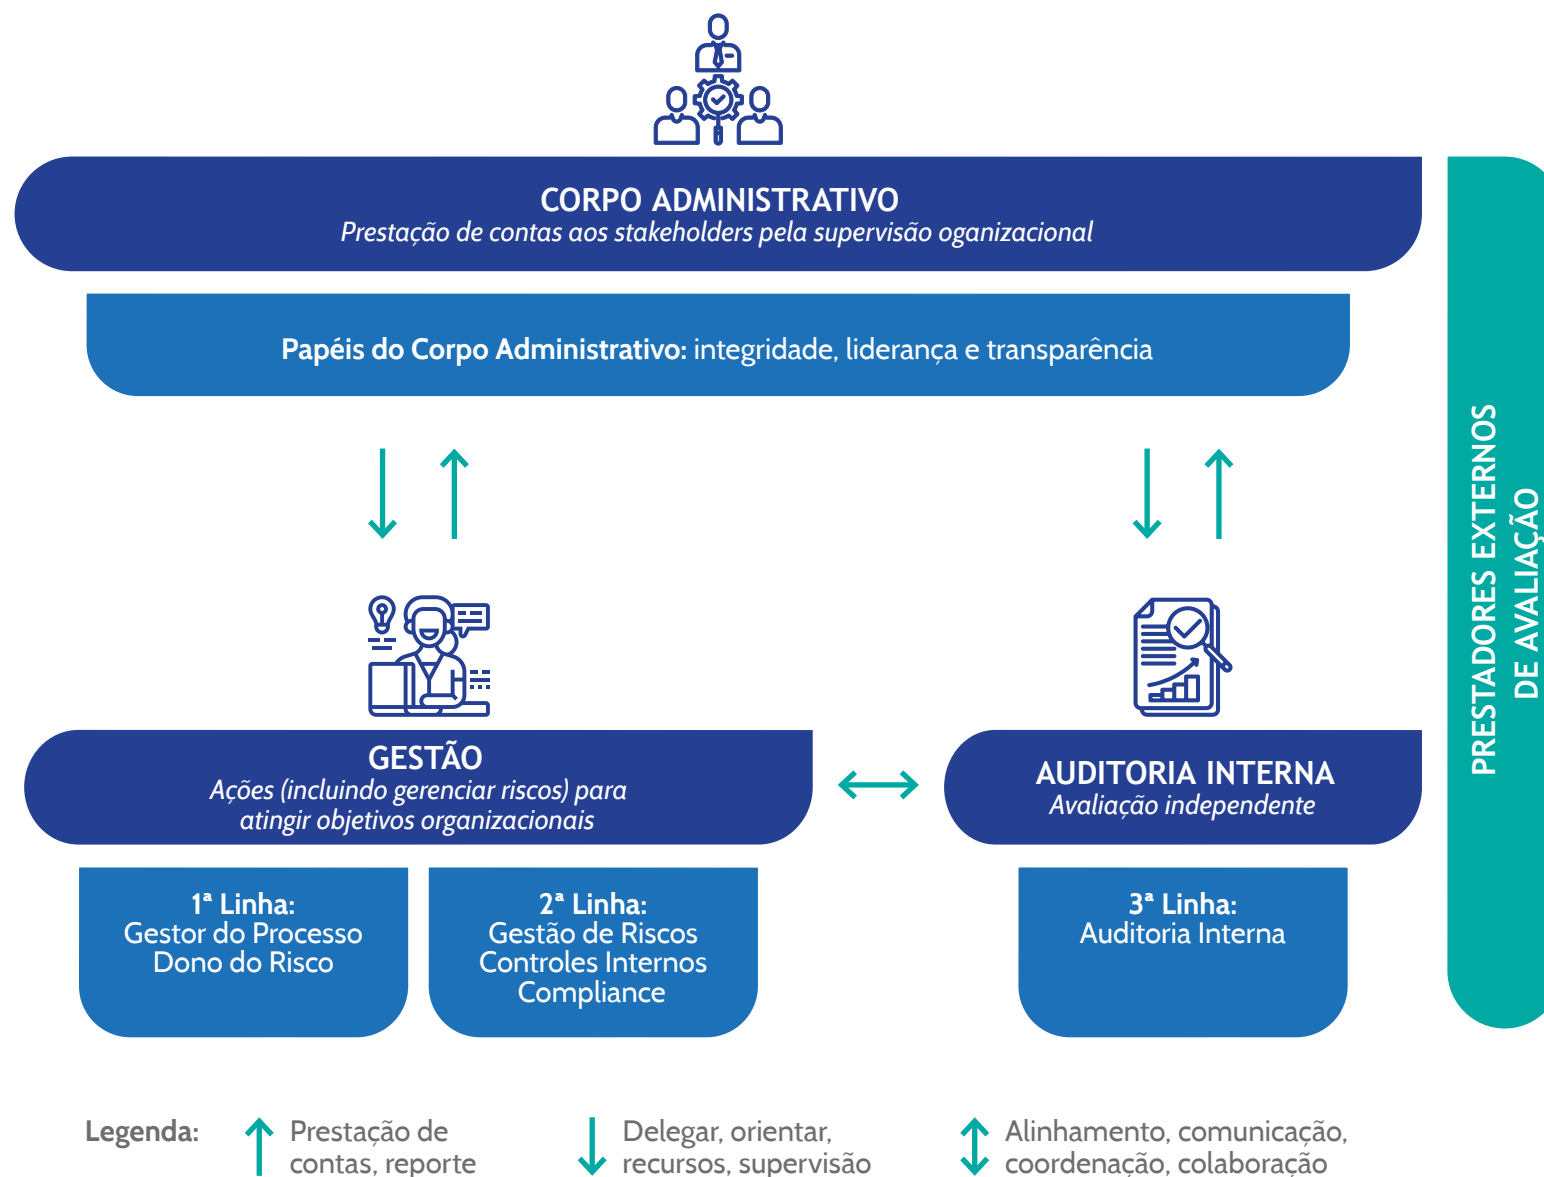 CORPO ADMINISTRATIVO
Prestação de contas aos stakeholders pela supervisão oganizacional
Papéis do Corpo Administrativo: integridade, liderança e transparência
GESTÃO
Ações (incluindo gerenciar riscos) para
atingir objetivos organizacionais
1ª Linha:
Gestor do Processo
Dono do Risco
2ª Linha:
Gestão de Riscos
Controles Internos
Compliance
AUDITORIA INTERNA
Avaliação independente
3ª Linha:
Auditoria Interna
PRESTADORES EXTERNOS
DE AVALIAÇÃO
Legenda:
Prestação de
contas, reporte
Delegar, orientar,
recursos, supervisão
Alinhamento, comunicação,
coordenação, colaboração